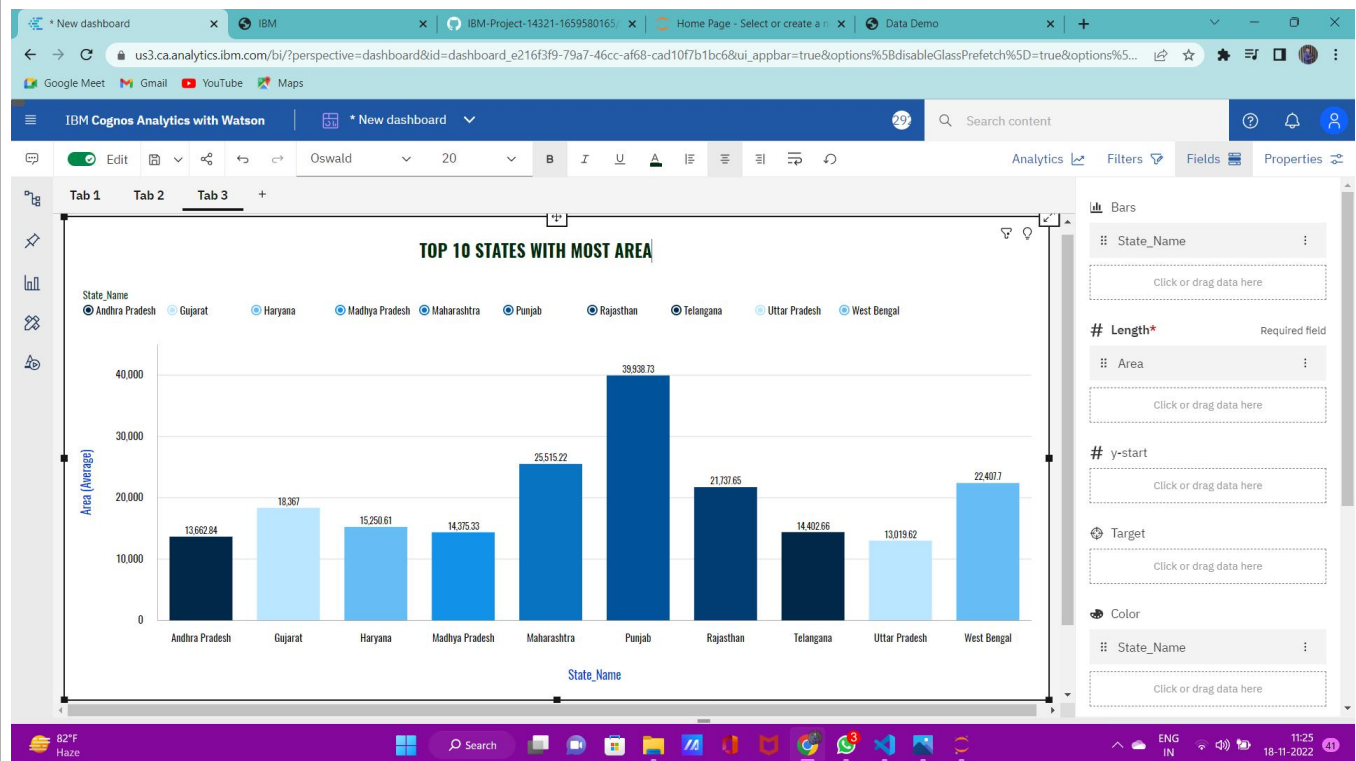 * New dashboard
IBM
IBM-Project-14321-1659580165/
Home Page - Select or create a n
Data Demo
us3.ca.analytics.ibm.com/bi/?perspective=dashboard&id=dashboard_e216f3f9-79a7-46cc-af68-cad10f7b1bc6&ui_appbar=true&options%5BdisableGlassPrefetch%5D=true&options%5...
Google Meet Gmail YouTube Maps
IBM Cognos Analytics with Watson
* New dashboard
Search content
Edit
Oswald
20
B I U A
Analytics Filters Fields Properties
Tab 1 Tab 2 Tab 3 +
TOP 10 STATES WITH MOST AREA
State_Name
Andhra Pradesh Gujarat Haryana Madhya Pradesh Maharashtra Punjab Rajasthan Telangana Uttar Pradesh West Bengal
40,000
30,000
20,000
10,000
0
Area (Average)
13,662.84
18,367
15,250.61
14,375.33
25,515.22
39,938.73
21,737.65
14,402.66
13,019.62
22,407.7
Andhra Pradesh Gujarat Haryana Madhya Pradesh Maharashtra Punjab Rajasthan Telangana Uttar Pradesh West Bengal
State_Name
Bars
State_Name
Click or drag data here
# Length* Required field
Area
Click or drag data here
# y-start
Click or drag data here
Target
Click or drag data here
Color
State_Name
Click or drag data here
82°F
Haze
Search
3
ENG
IN
11:25
18-11-2022
41